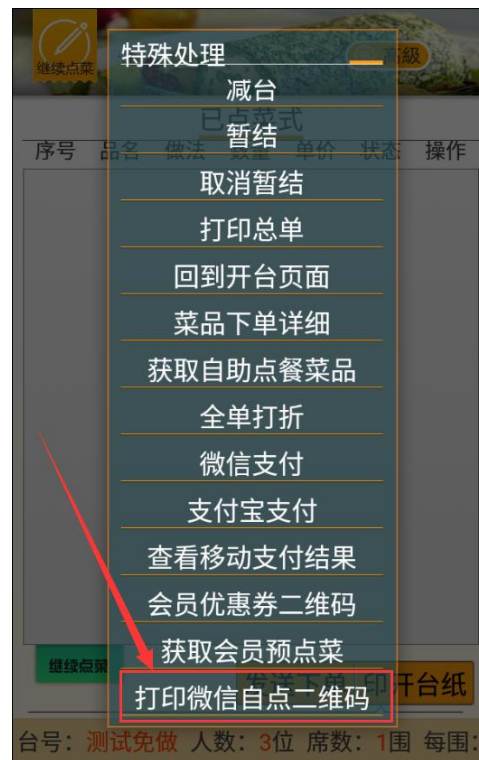 继续点菜
高級
特殊处理
减台
已点菜式
暂结
序号 品名 做法 数量 单价 状态 操作
取消暂结
打印总单
回到开台页面
菜品下单详细
获取自助点餐菜品
全单打折
微信支付
支付宝支付
查看移动支付结果
会员优惠券二维码
获取会员预点菜
继续点菜
发送下单 印开台纸
打印微信自点二维码
台号：测试免做 人数：3位 席数：1围 每围：